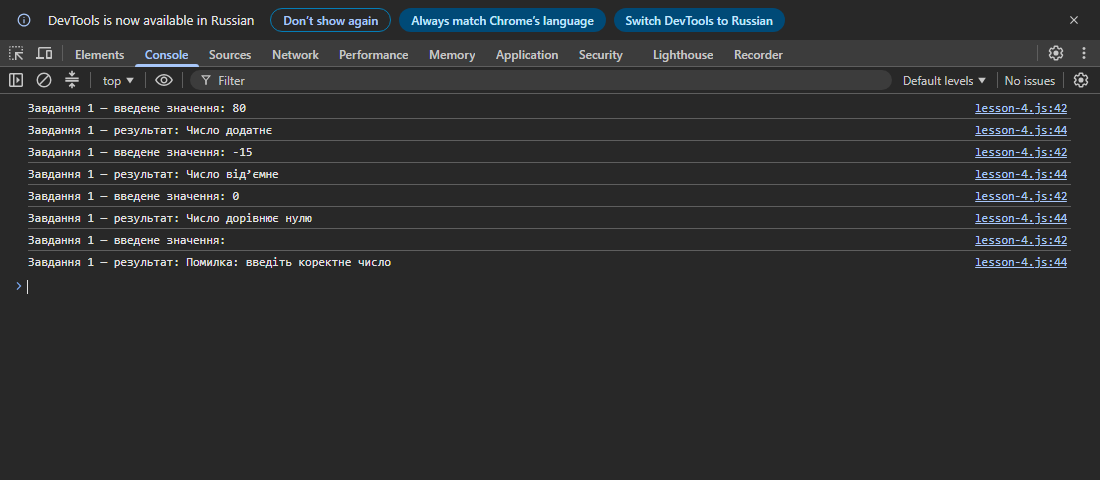 DevTools is now available in Russian Don't show again Always match Chrome's language Switch DevTools to Russian
Elements Console Sources Network Performance Memory Application Security Lighthouse Recorder
top Filter Default levels No issues
Завдання 1 — введене значення: 80 lesson-4.js:42
Завдання 1 — результат: Число додатнє lesson-4.js:44
Завдання 1 — введене значення: -15 lesson-4.js:42
Завдання 1 — результат: Число від’ємне lesson-4.js:44
Завдання 1 — введене значення: 0 lesson-4.js:42
Завдання 1 — результат: Число дорівнює нулю lesson-4.js:44
Завдання 1 — введене значення: lesson-4.js:42
Завдання 1 — результат: Помилка: введіть коректне число lesson-4.js:44